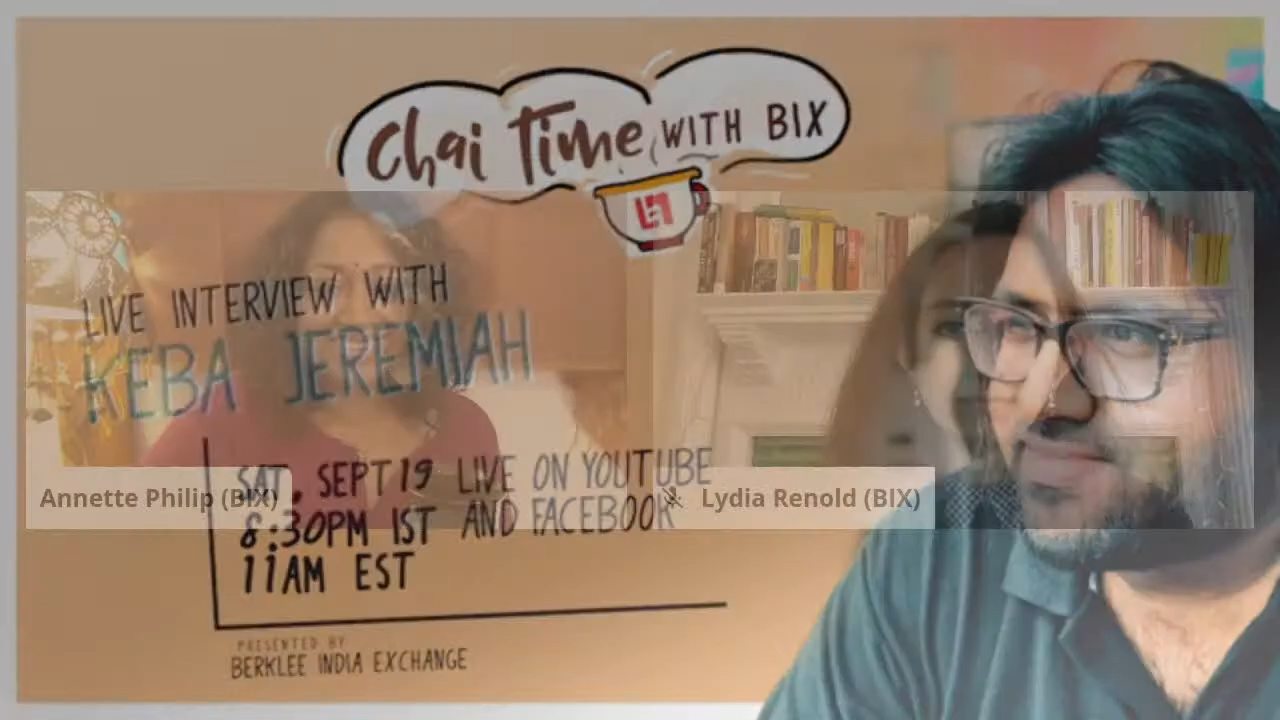 Chai Time WITH BIX
LIVE INTERVIEW WITH
KEBA JEREMIAH
SAT. SEPT 19 LIVE ON YOUTUBE
8:30PM IST AND FACEBOOK
11AM EST
Annette Philip (BIX)
Lydia Renold (BIX)
PRESENTED BY
BERKLEE INDIA EXCHANGE